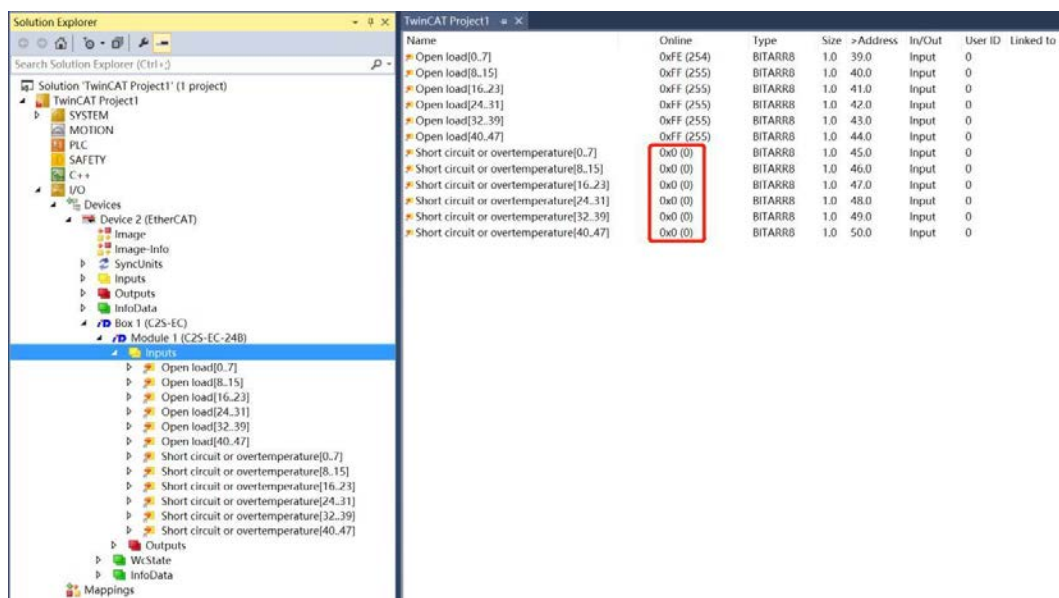 Solution Explorer
Search Solution Explorer (Ctrl+;)
Solution 'TwinCAT Project1' (1 project)
TwinCAT Project1
SYSTEM
MOTION
PLC
SAFETY
C++
I/O
Devices
Device 2 (EtherCAT)
Image
Image-Info
SyncUnits
Inputs
Outputs
InfoData
Box 1 (C2S-EC)
Module 1 (C2S-EC-24B)
Inputs
Open load[0..7]
Open load[8..15]
Open load[16..23]
Open load[24..31]
Open load[32..39]
Open load[40..47]
Short circuit or overtemperature[0..7]
Short circuit or overtemperature[8..15]
Short circuit or overtemperature[16..23]
Short circuit or overtemperature[24..31]
Short circuit or overtemperature[32..39]
Short circuit or overtemperature[40..47]
Outputs
WcState
InfoData
Mappings
TwinCAT Project1
Name Online Type Size >Address In/Out User ID Linked to
Open load[0..7] 0xFE (254) BITARR8 1.0 39.0 Input 0
Open load[8..15] 0xFF (255) BITARR8 1.0 40.0 Input 0
Open load[16..23] 0xFF (255) BITARR8 1.0 41.0 Input 0
Open load[24..31] 0xFF (255) BITARR8 1.0 42.0 Input 0
Open load[32..39] 0xFF (255) BITARR8 1.0 43.0 Input 0
Open load[40..47] 0xFF (255) BITARR8 1.0 44.0 Input 0
Short circuit or overtemperature[0..7] 0x0 (0) BITARR8 1.0 45.0 Input 0
Short circuit or overtemperature[8..15] 0x0 (0) BITARR8 1.0 46.0 Input 0
Short circuit or overtemperature[16..23] 0x0 (0) BITARR8 1.0 47.0 Input 0
Short circuit or overtemperature[24..31] 0x0 (0) BITARR8 1.0 48.0 Input 0
Short circuit or overtemperature[32..39] 0x0 (0) BITARR8 1.0 49.0 Input 0
Short circuit or overtemperature[40..47] 0x0 (0) BITARR8 1.0 50.0 Input 0